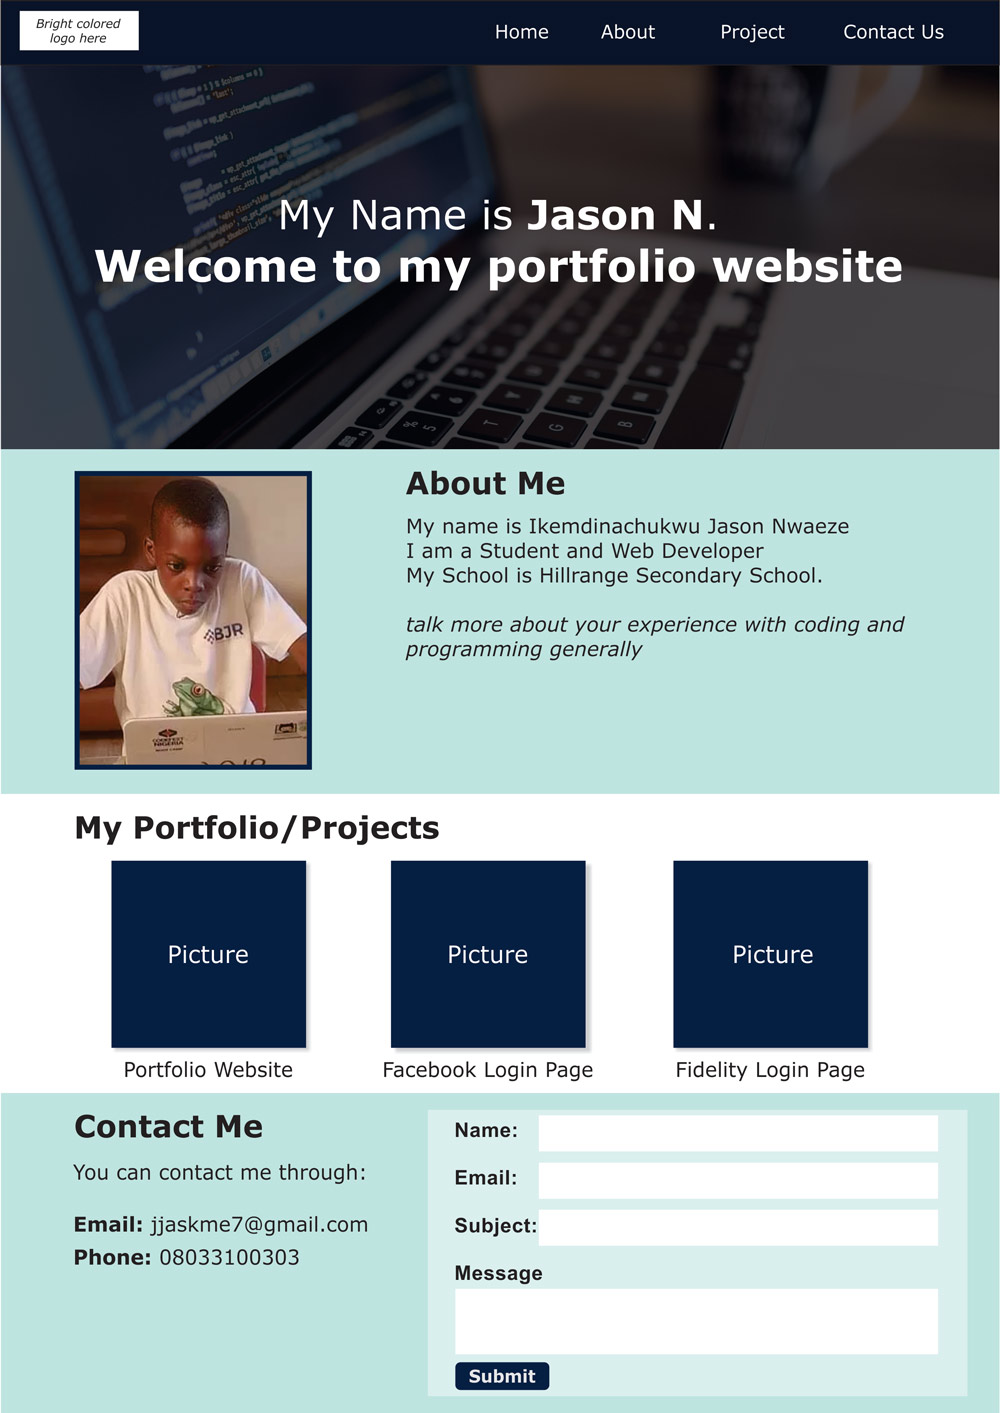 Bright colored
logo here
Home About Project Contact Us
My Name is Jason N.
Welcome to my portfolio website
About Me
My name is Ikemdinachukwu Jason Nwaeze
I am a Student and Web Developer
My School is Hillrange Secondary School.
talk more about your experience with coding and
programming generally
BJR
NIGERIA
My Portfolio/Projects
Picture Picture Picture
Portfolio Website Facebook Login Page Fidelity Login Page
Contact Me
You can contact me through:
Email: jjaskme7@gmail.com
Phone: 08033100303
Name:
Email:
Subject:
Message
Submit